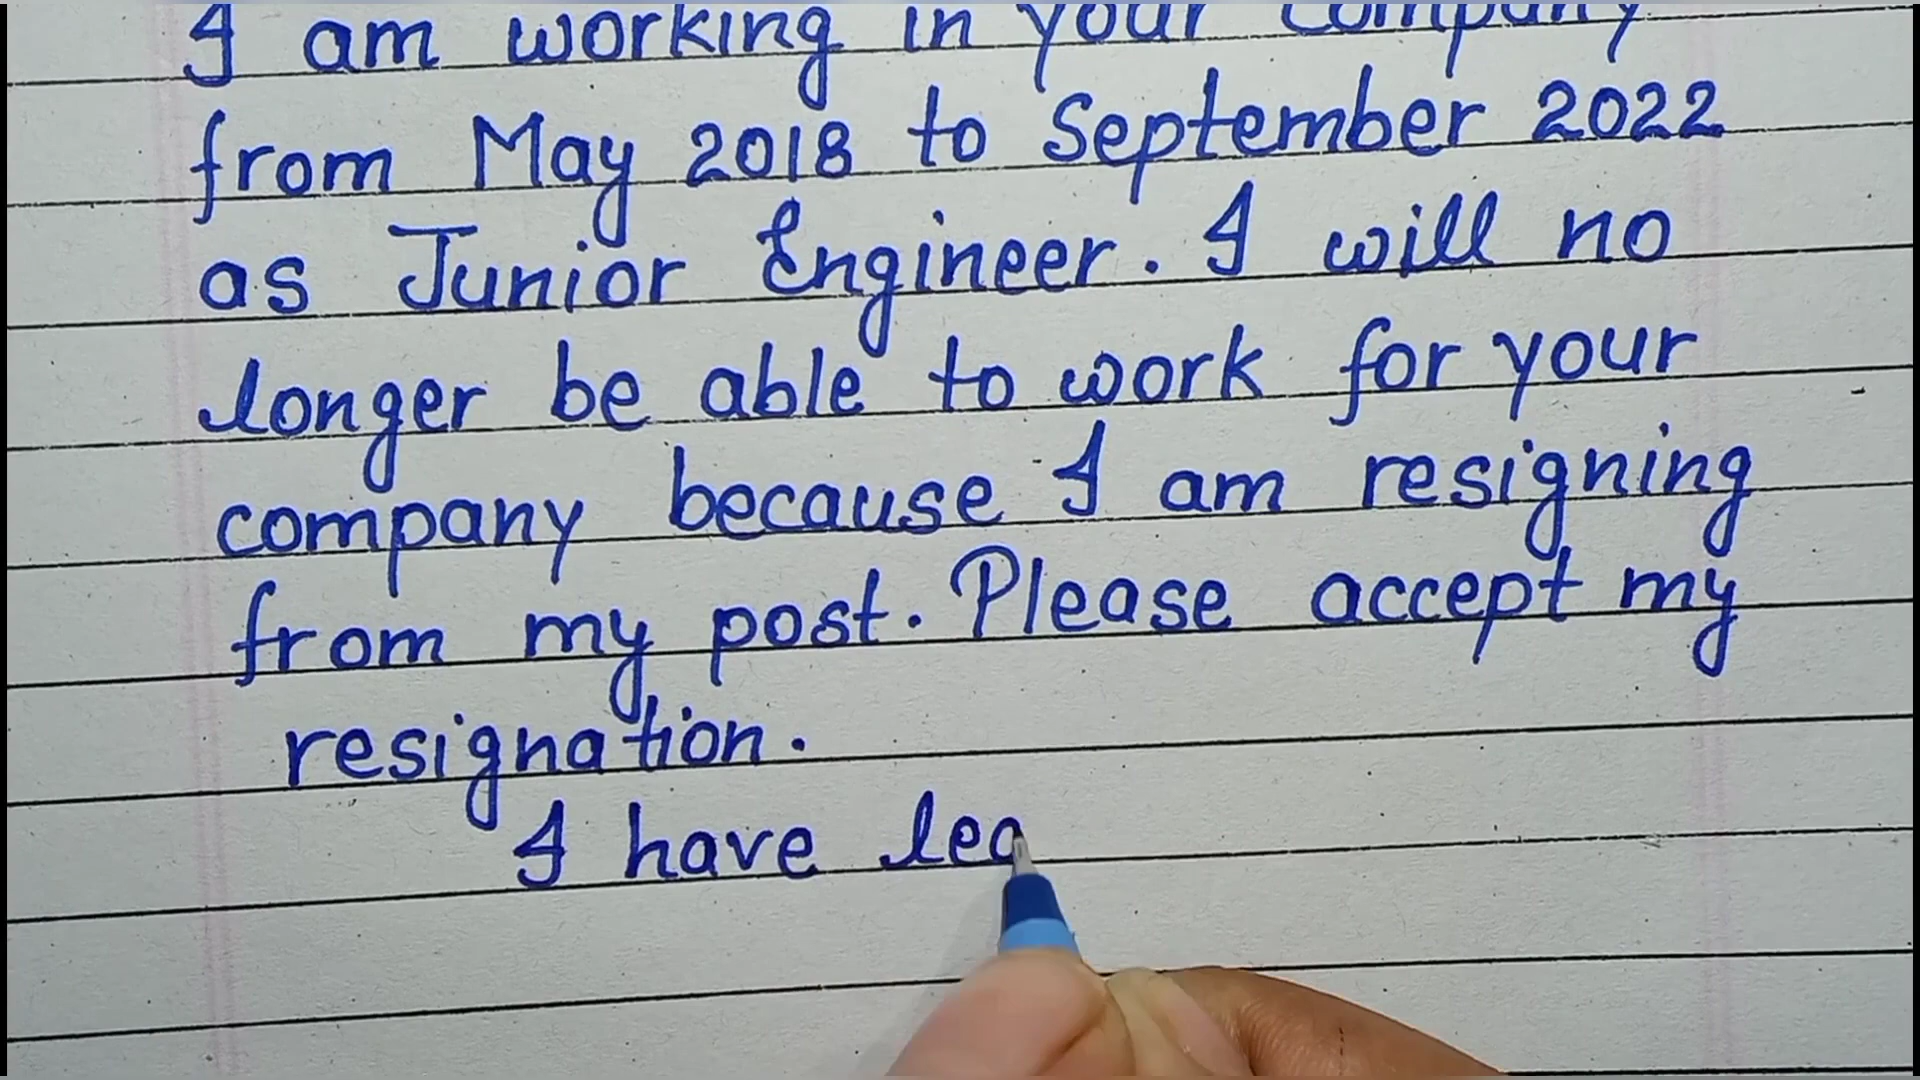 I am working in your company
from May 2018 to September 2022
as Junior Engineer. I will no
longer be able to work for your
company because I am resigning
from my post. Please accept my
resignation.
I have lea